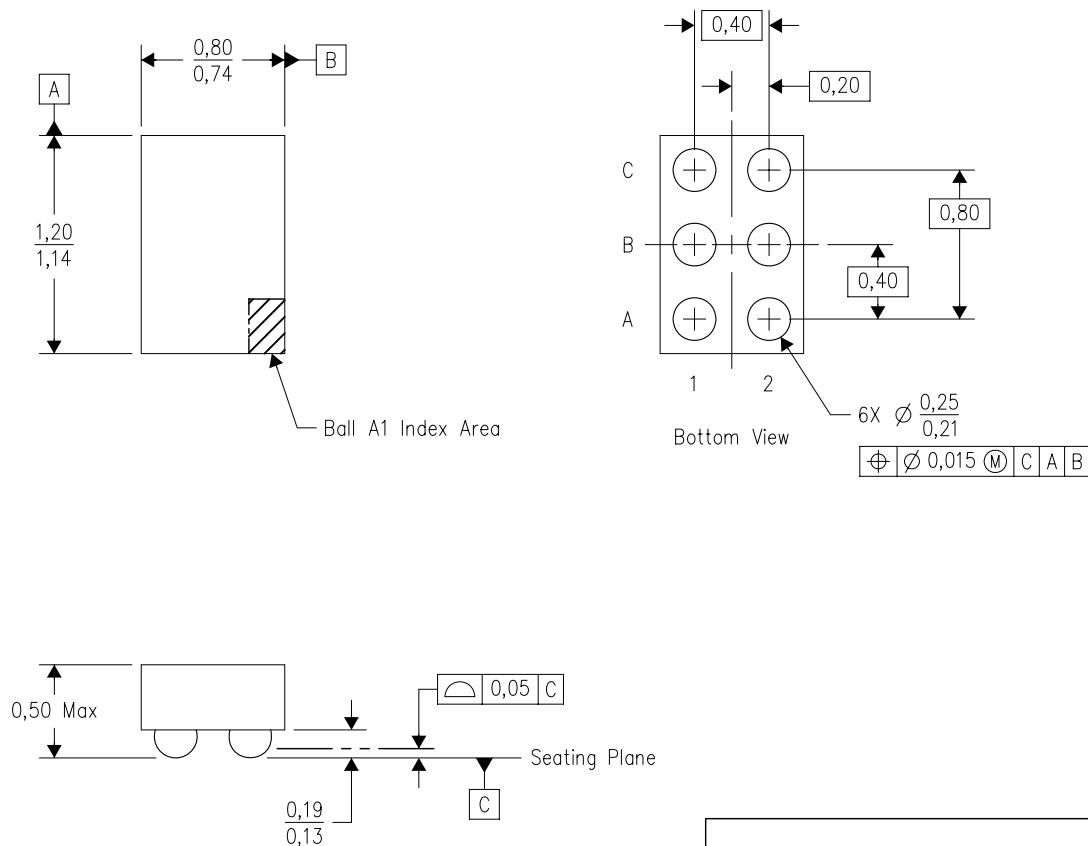 0,80
0,74
B
A
1,20
1,14
Ball A1 Index Area
0,40
0,20
C
B
A
0,80
0,40
1
2
Bottom View
6X Ø 0,25
0,21
⌖ Ø 0,015 Ⓜ C A B
0,50 Max
⌓ 0,05 C
Seating Plane
C
0,19
0,13